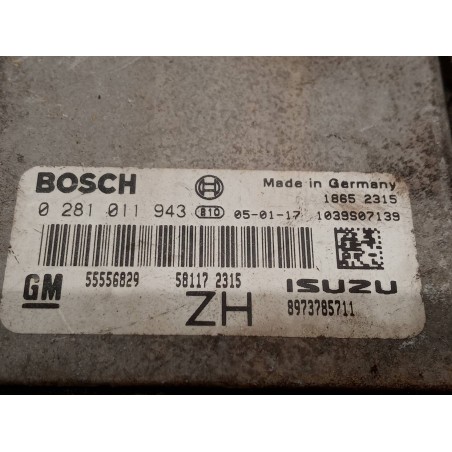 BOSCH Made in Germany
1865 2315
0 281 011 943 810 05-01-17 1039S07139
GM 55556829 581172 2315 ISUZU
ZH 8973785711